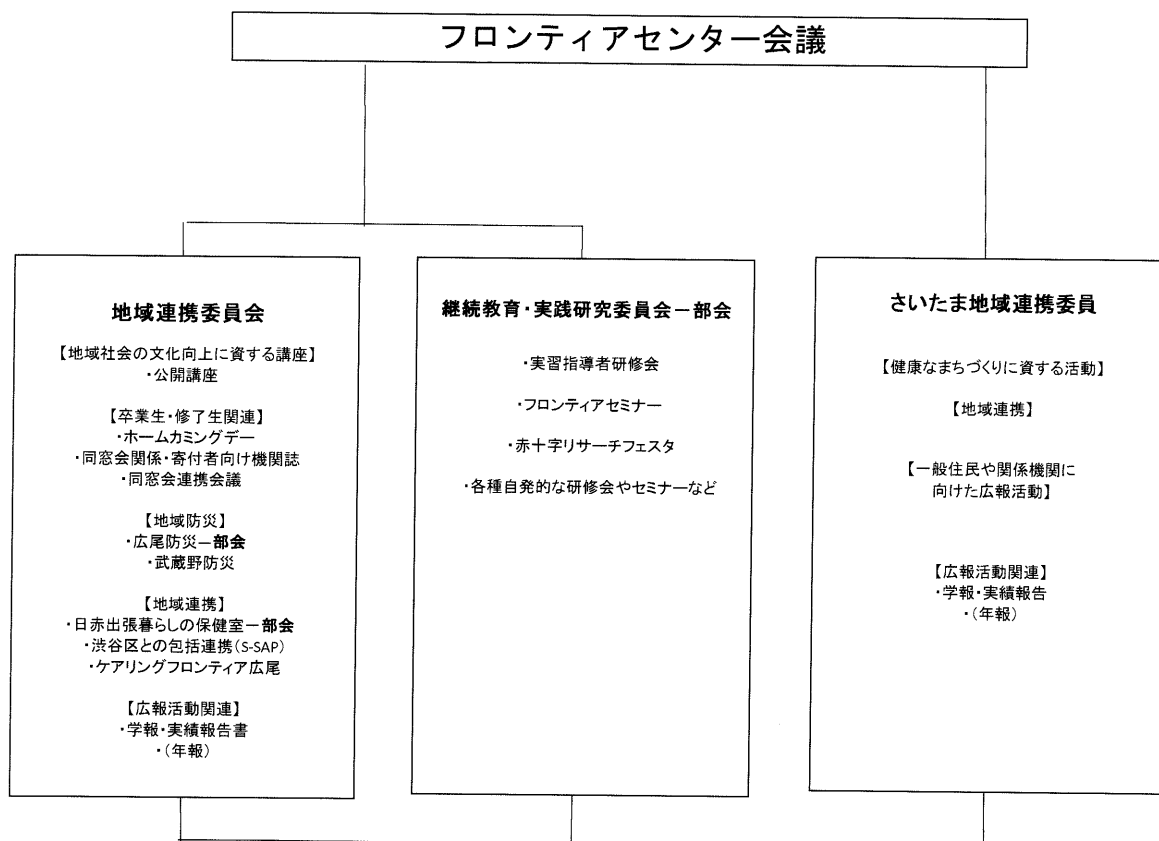 フロンティアセンター会議
地域連携委員会
【地域社会の文化向上に資する講座】
・公開講座
【卒業生・修了生関連】
・ホームカミングデー
・同窓会関係・寄付者向け機関誌
・同窓会連携会議
【地域防災】
・広尾防災－部会
・武蔵野防災
【地域連携】
・日赤出張暮らしの保健室－部会
・渋谷区との包括連携(S-SAP)
・ケアリングフロンティア広尾
【広報活動関連】
・学報・実績報告書
・(年報)
継続教育・実践研究委員会－部会
・実習指導者研修会
・フロンティアセミナー
・赤十字リサーチフェスタ
・各種自発的な研修会やセミナーなど
さいたま地域連携委員
【健康なまちづくりに資する活動】
【地域連携】
【一般住民や関係機関に
向けた広報活動】
【広報活動関連】
・学報・実績報告
・(年報)